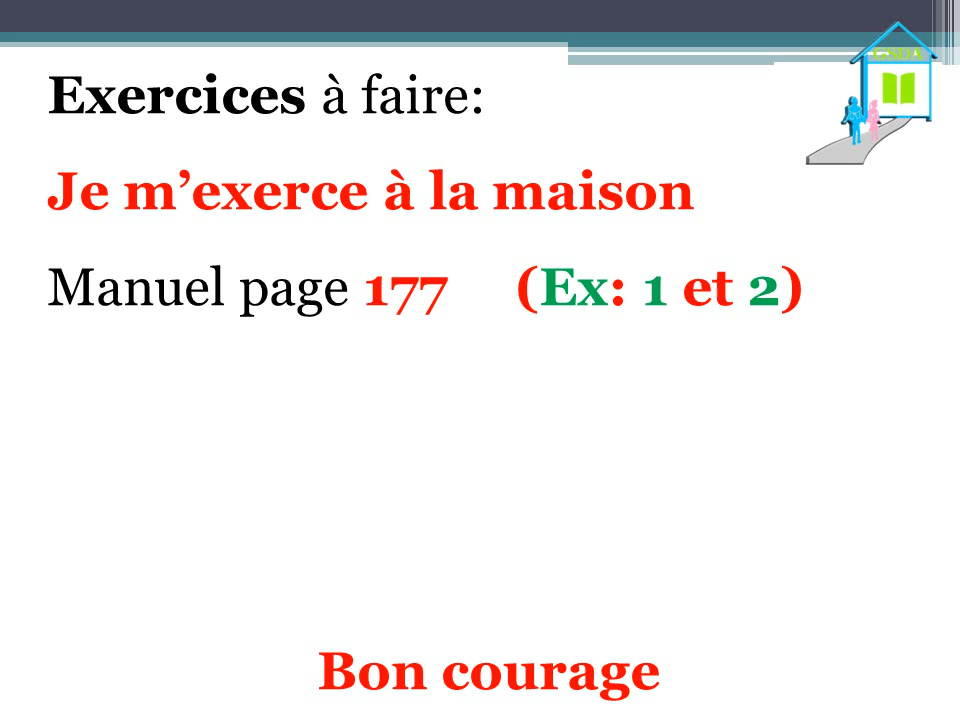 Exercices à faire:
Je m’exerce à la maison
Manuel page 177 (Ex: 1 et 2)
Bon courage